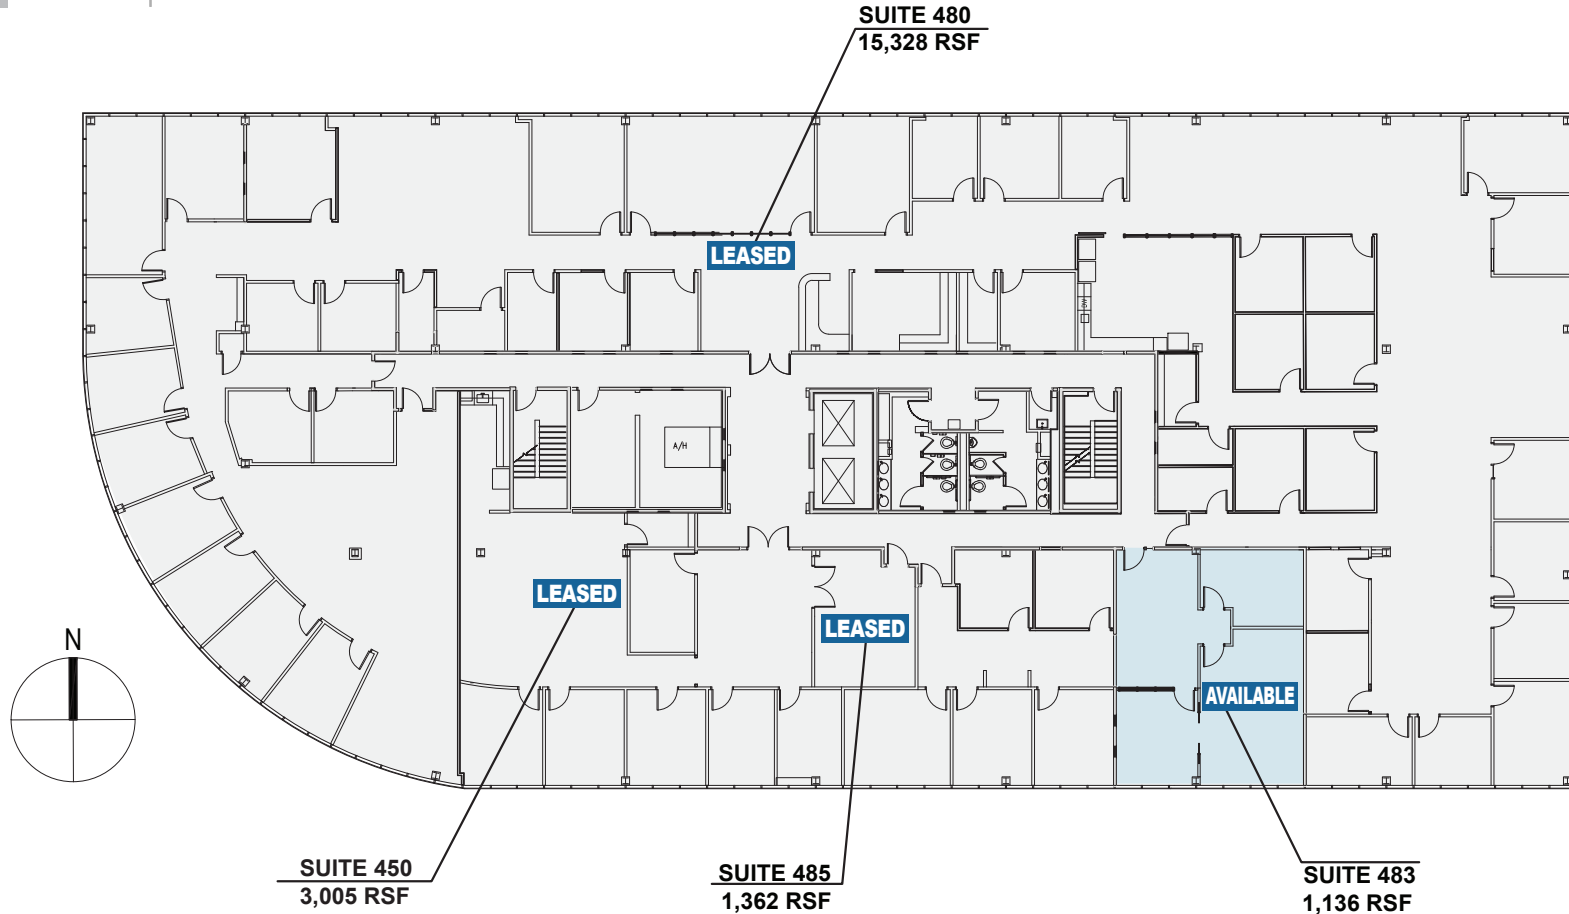 SUITE 480
15,328 RSF
LEASED
DW
A/H
LEASED
LEASED
N
AVAILABLE
SUITE 450
3,005 RSF
SUITE 485
1,362 RSF
SUITE 483
1,136 RSF